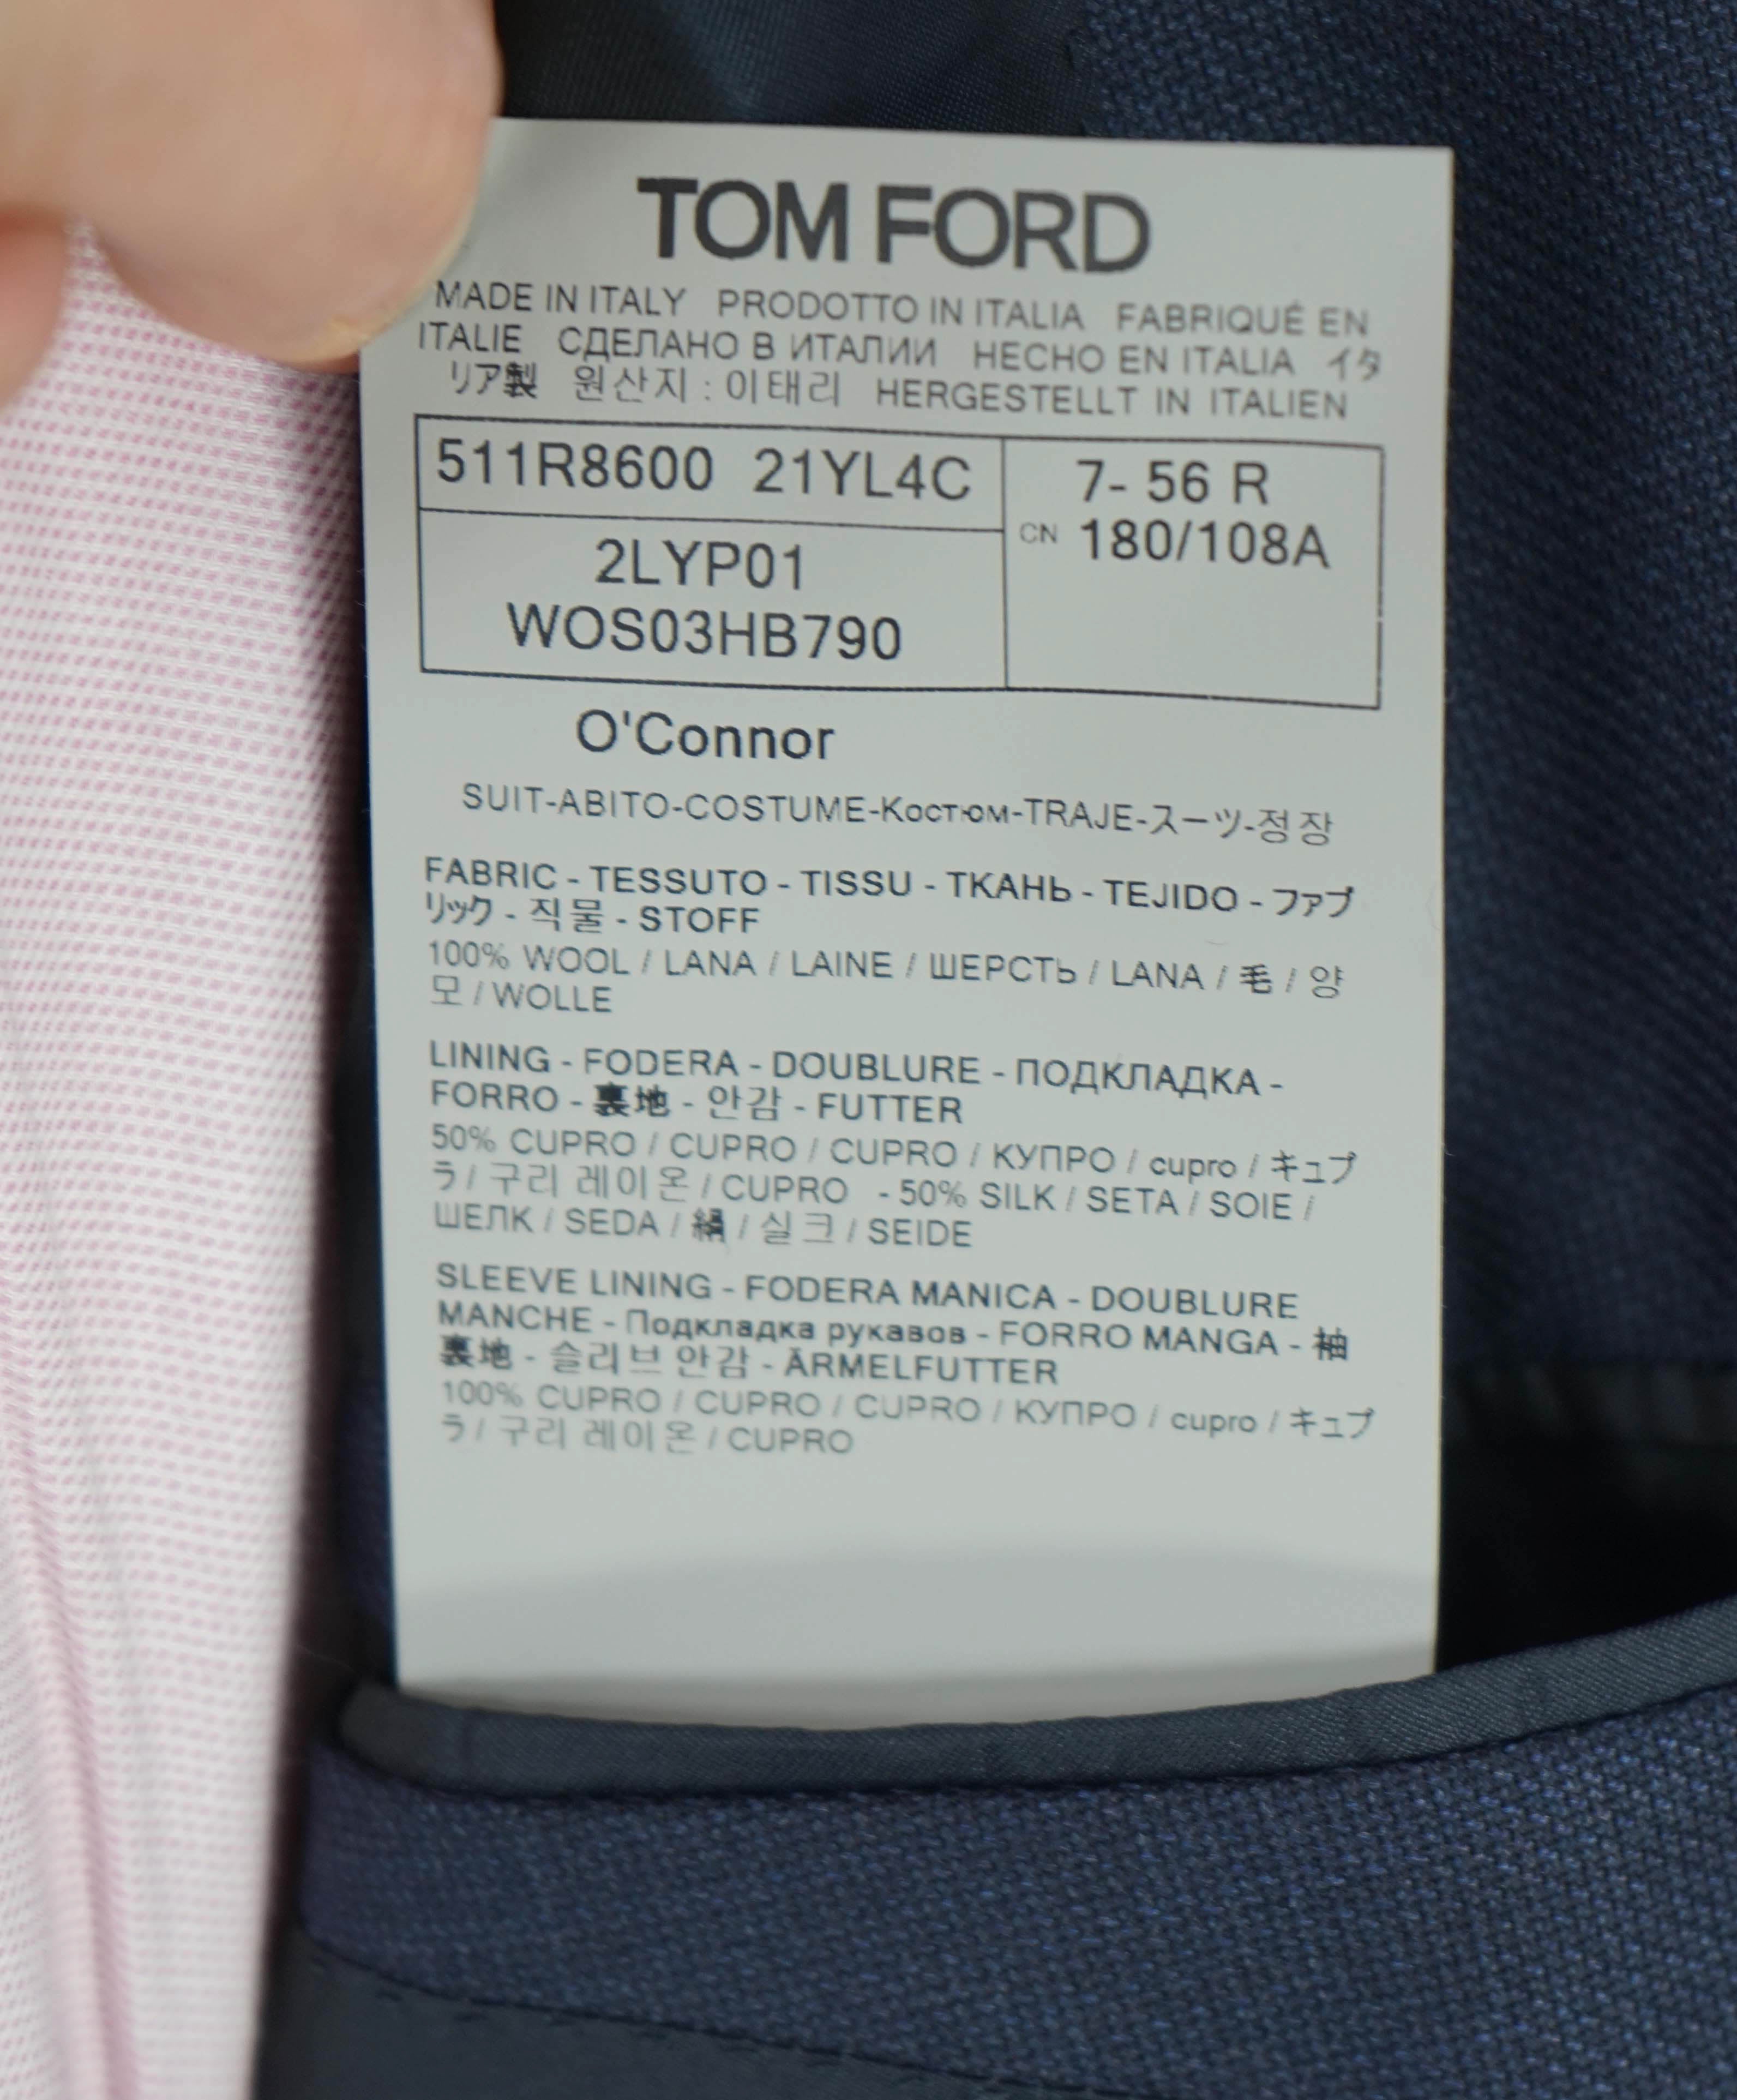 TOM FORD
MADE IN ITALY PRODOTTO IN ITALIA FABRIQUÉ EN
ITALIE СДЕЛАНО В ИТАЛИИ HECHO EN ITALIA イタ
リア製 원산지 : 이태리 HERGESTELLT IN ITALIEN
511R8600 21YL4C
7- 56 R
CN 180/108A
2LYP01
WOS03HB790
O'Connor
SUIT-ABITO-COSTUME-Костюм-TRAJE-スーツ-정장
FABRIC - TESSUTO - TISSU - ТКАНЬ - TEJIDO - ファブ
リック - 직물 - STOFF
100% WOOL / LANA / LAINE / ШЕРСТЬ / LANA / 毛 / 양
모 / WOLLE
LINING - FODERA - DOUBLURE - ПОДКЛАДКА -
FORRO - 裏地 - 안감 - FUTTER
50% CUPRO / CUPRO / CUPRO / КУПРО / cupro / キュプ
ラ / 구리 레이온 / CUPRO - 50% SILK / SETA / SOIE /
ШЕЛК / SEDA / 絹 / 실크 / SEIDE
SLEEVE LINING - FODERA MANICA - DOUBLURE
MANCHE - Подкладка рукавов - FORRO MANGA - 袖
裏地 - 슬리브 안감 - ÄRMELFUTTER
100% CUPRO / CUPRO / CUPRO / КУПРО / cupro / キュプ
ラ / 구리 레이온 / CUPRO